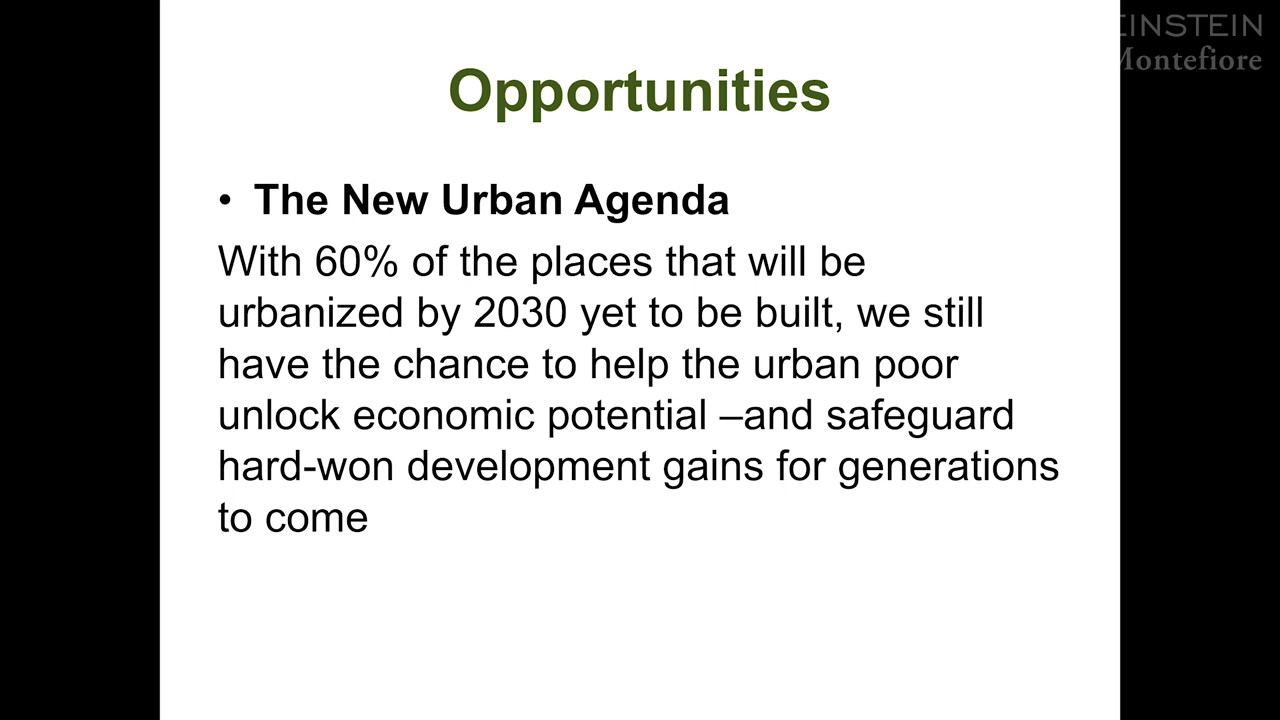 EINSTEIN
Montefiore
Opportunities
• The New Urban Agenda
With 60% of the places that will be
urbanized by 2030 yet to be built, we still
have the chance to help the urban poor
unlock economic potential –and safeguard
hard-won development gains for generations
to come